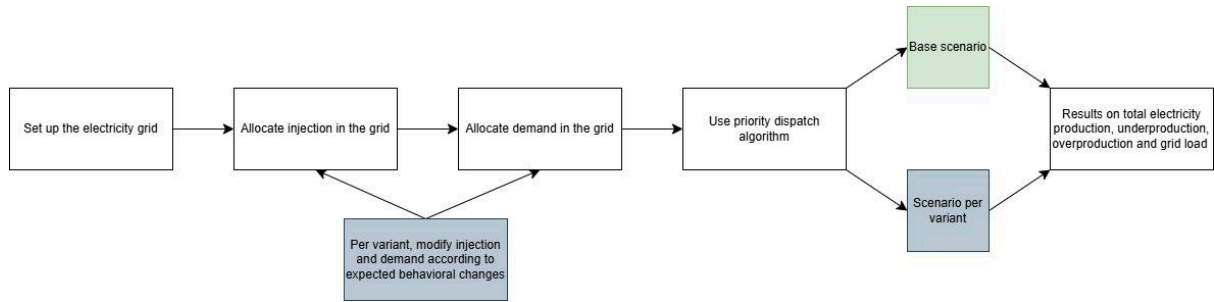 Set up the electricity grid
Allocate injection in the grid
Allocate demand in the grid
Per variant, modify injection
and demand according to
expected behavioral changes
Use priority dispatch
algorithm
Base scenario
Scenario per
variant
Results on total electricity
production, underproduction,
overproduction and grid load